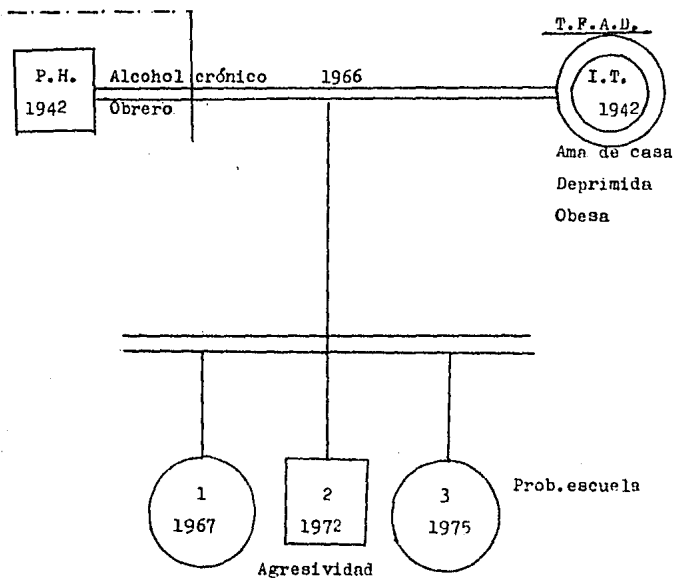 T.F.A.D.
P.H. Alcohol crónico 1966 I.T.
1942 Obrero 1942
Ama de casa
Deprimida
Obesa
1 2 3 Prob.escuela
1967 1972 1975
Agresividad